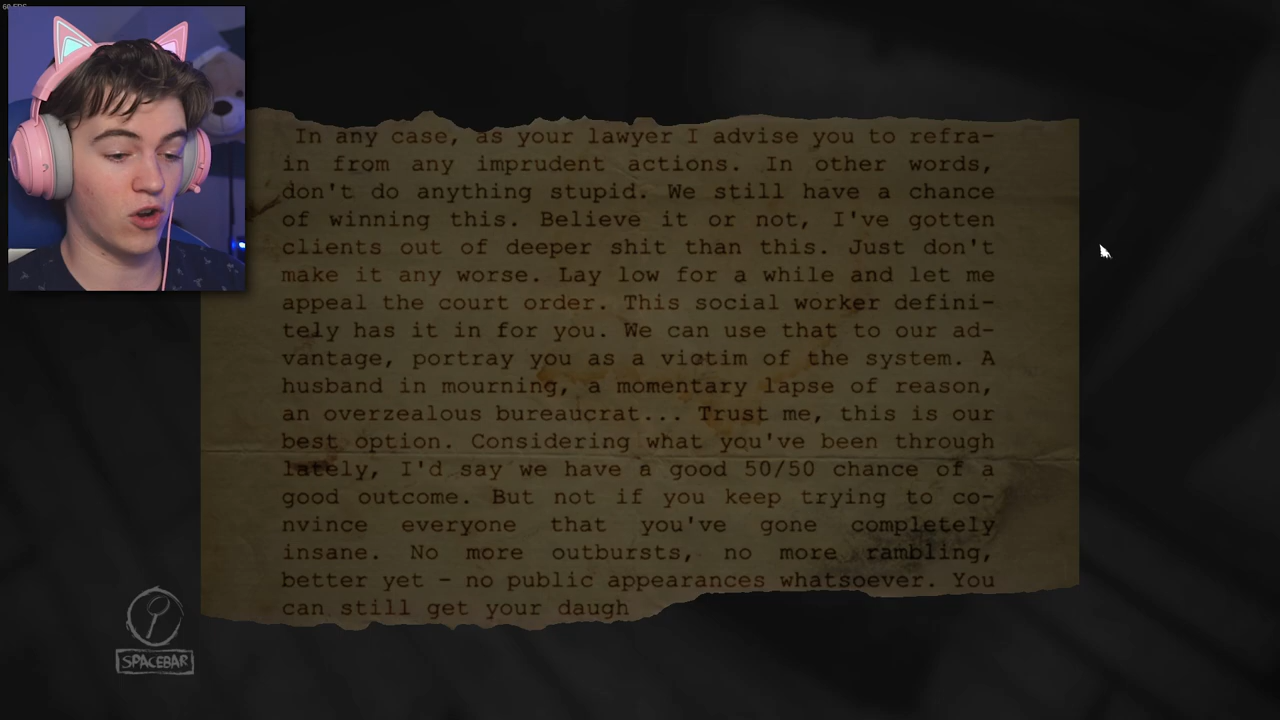 60 FPS
In any case, as your lawyer I advise you to refra-
in from any imprudent actions. In other words,
don't do anything stupid. We still have a chance
of winning this. Believe it or not, I've gotten
clients out of deeper shit than this. Just don't
make it any worse. Lay low for a while and let me
appeal the court order. This social worker defini-
tely has it in for you. We can use that to our ad-
vantage, portray you as a victim of the system. A
husband in mourning, a momentary lapse of reason,
an overzealous bureaucrat... Trust me, this is our
best option. Considering what you've been through
lately, I'd say we have a good 50/50 chance of a
good outcome. But not if you keep trying to co-
nvince everyone that you've gone completely
insane. No more outbursts, no more rambling,
better yet - no public appearances whatsoever. You
can still get your daugh
SPACEBAR